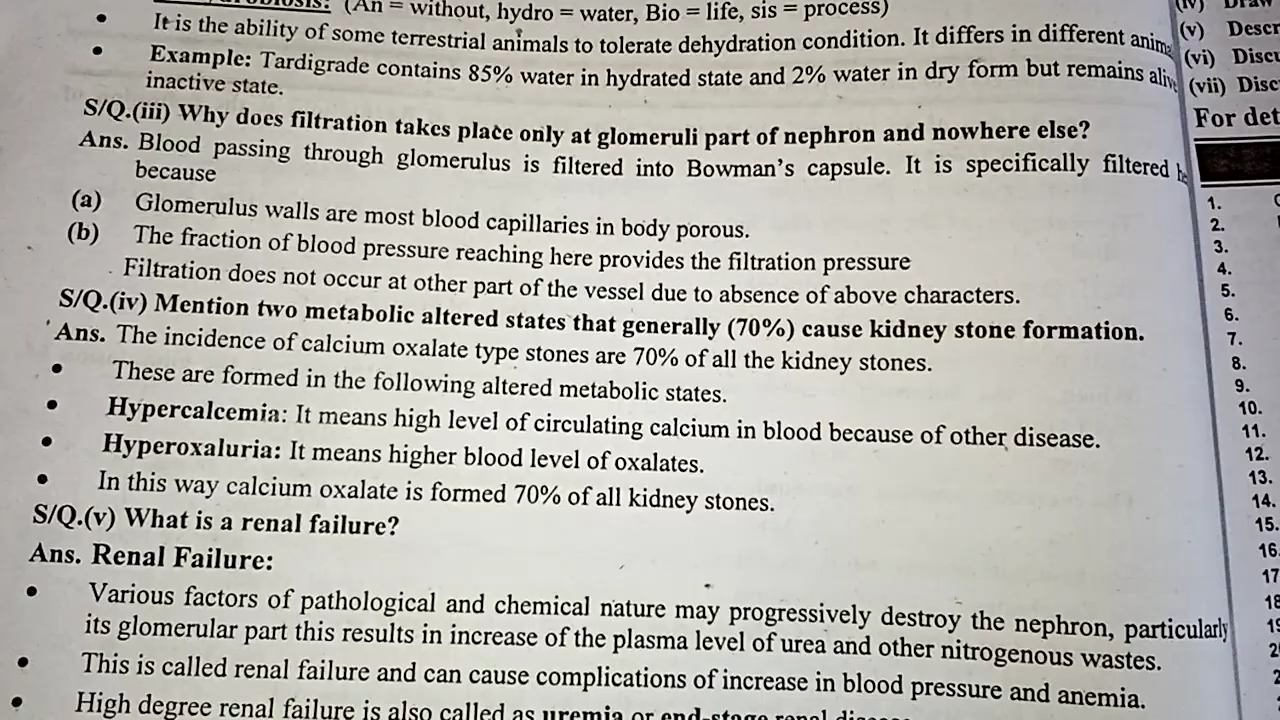 (An = without, hydro = water, Bio = life, sis = process)
• It is the ability of some terrestrial animals to tolerate dehydration condition. It differs in different
• Example: Tardigrade contains 85% water in hydrated state and 2% water in dry form but remains
inactive state.
S/Q.(iii) Why does filtration takes place only at glomeruli part of nephron and nowhere else?
Ans. Blood passing through glomerulus is filtered into Bowman's capsule. It is specifically filtered
because
(a) Glomerulus walls are most blood capillaries in body porous.
(b) The fraction of blood pressure reaching here provides the filtration pressure
Filtration does not occur at other part of the vessel due to absence of above characters.
S/Q.(iv) Mention two metabolic altered states that generally (70%) cause kidney stone formation.
Ans. The incidence of calcium oxalate type stones are 70% of all the kidney stones.
• These are formed in the following altered metabolic states.
• Hypercalcemia: It means high level of circulating calcium in blood because of other disease.
• Hyperoxaluria: It means higher blood level of oxalates.
• In this way calcium oxalate is formed 70% of all kidney stones.
S/Q.(v) What is a renal failure?
Ans. Renal Failure:
• Various factors of pathological and chemical nature may progressively destroy the nephron, particularly
its glomerular part this results in increase of the plasma level of urea and other nitrogenous wastes.
• This is called renal failure and can cause complications of increase in blood pressure and anemia.
• High degree renal failure is also called as uremia or end-stage renal
(v)
(vi)
(vii)
For
1.
2.
3.
4.
5.
6.
7.
8.
9.
10.
11.
12.
13.
14.
15.
16.
17
18